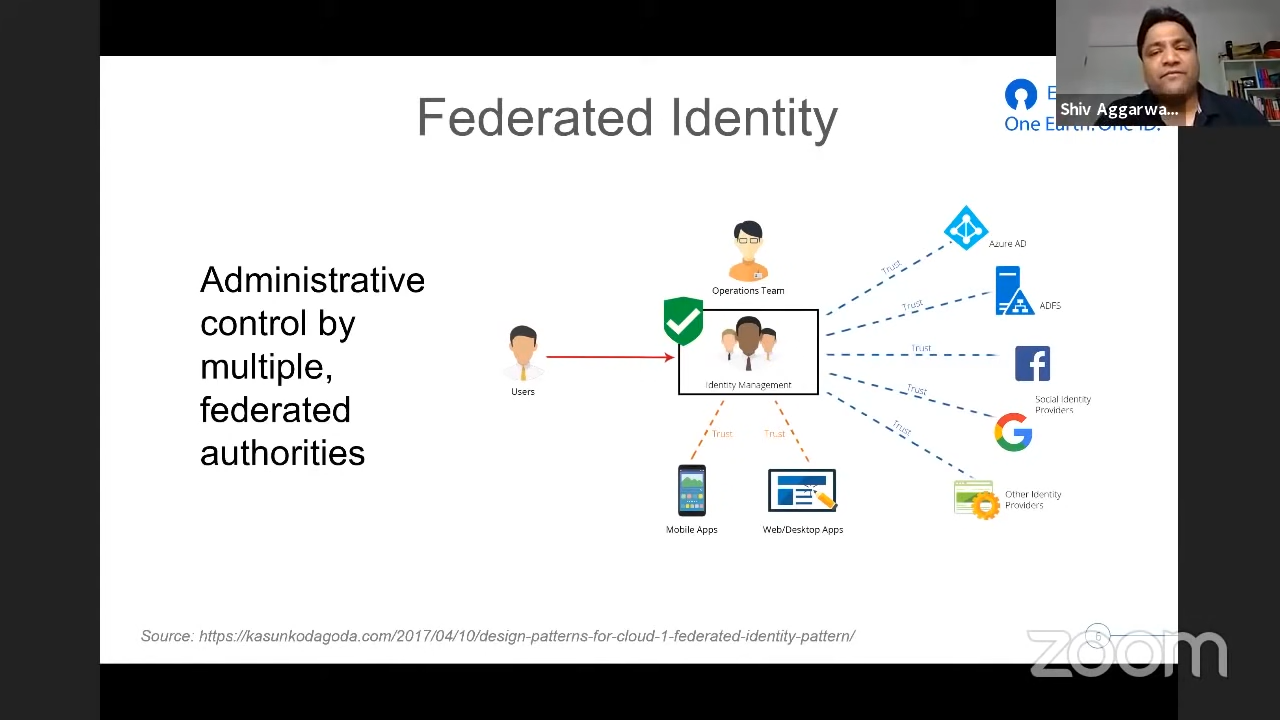 Federated Identity
E
One Earth. One ID.
Shiv Aggarwa...
Administrative
control by
multiple,
federated
authorities
Operations Team
Users
Identity Management
Trust
Trust
Trust
Trust
Trust
Azure AD
ADFS
Social Identity
Providers
Other Identity
Providers
Trust
Trust
Mobile Apps
Web/Desktop Apps
Source: https://kasunkodagoda.com/2017/04/10/design-patterns-for-cloud-1-federated-identity-pattern/
6
zoom